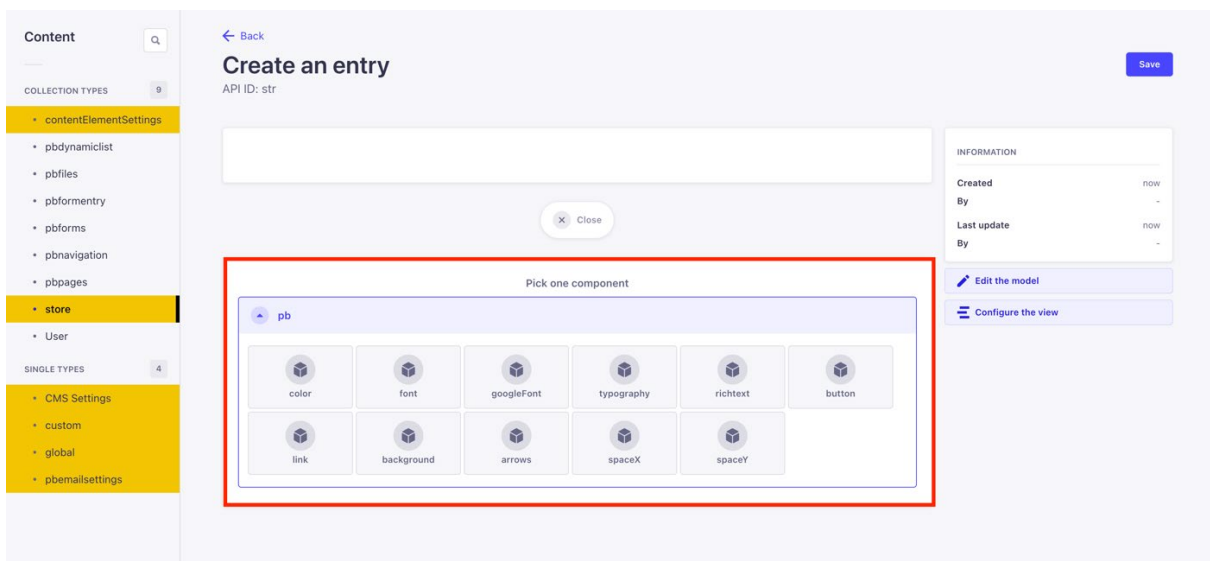 Content
COLLECTION TYPES 9
contentElementSettings
pbdynamiclist
pbfiles
pbformentry
pbforms
pbnavigation
pbpages
store
User
SINGLE TYPES 4
CMS Settings
custom
global
pbemailsettings
Back
Create an entry
API ID: str
Save
Close
Pick one component
pb
color font googleFont typography richtext button
link background arrows spaceX spaceY
INFORMATION
Created now
By -
Last update now
By -
Edit the model
Configure the view